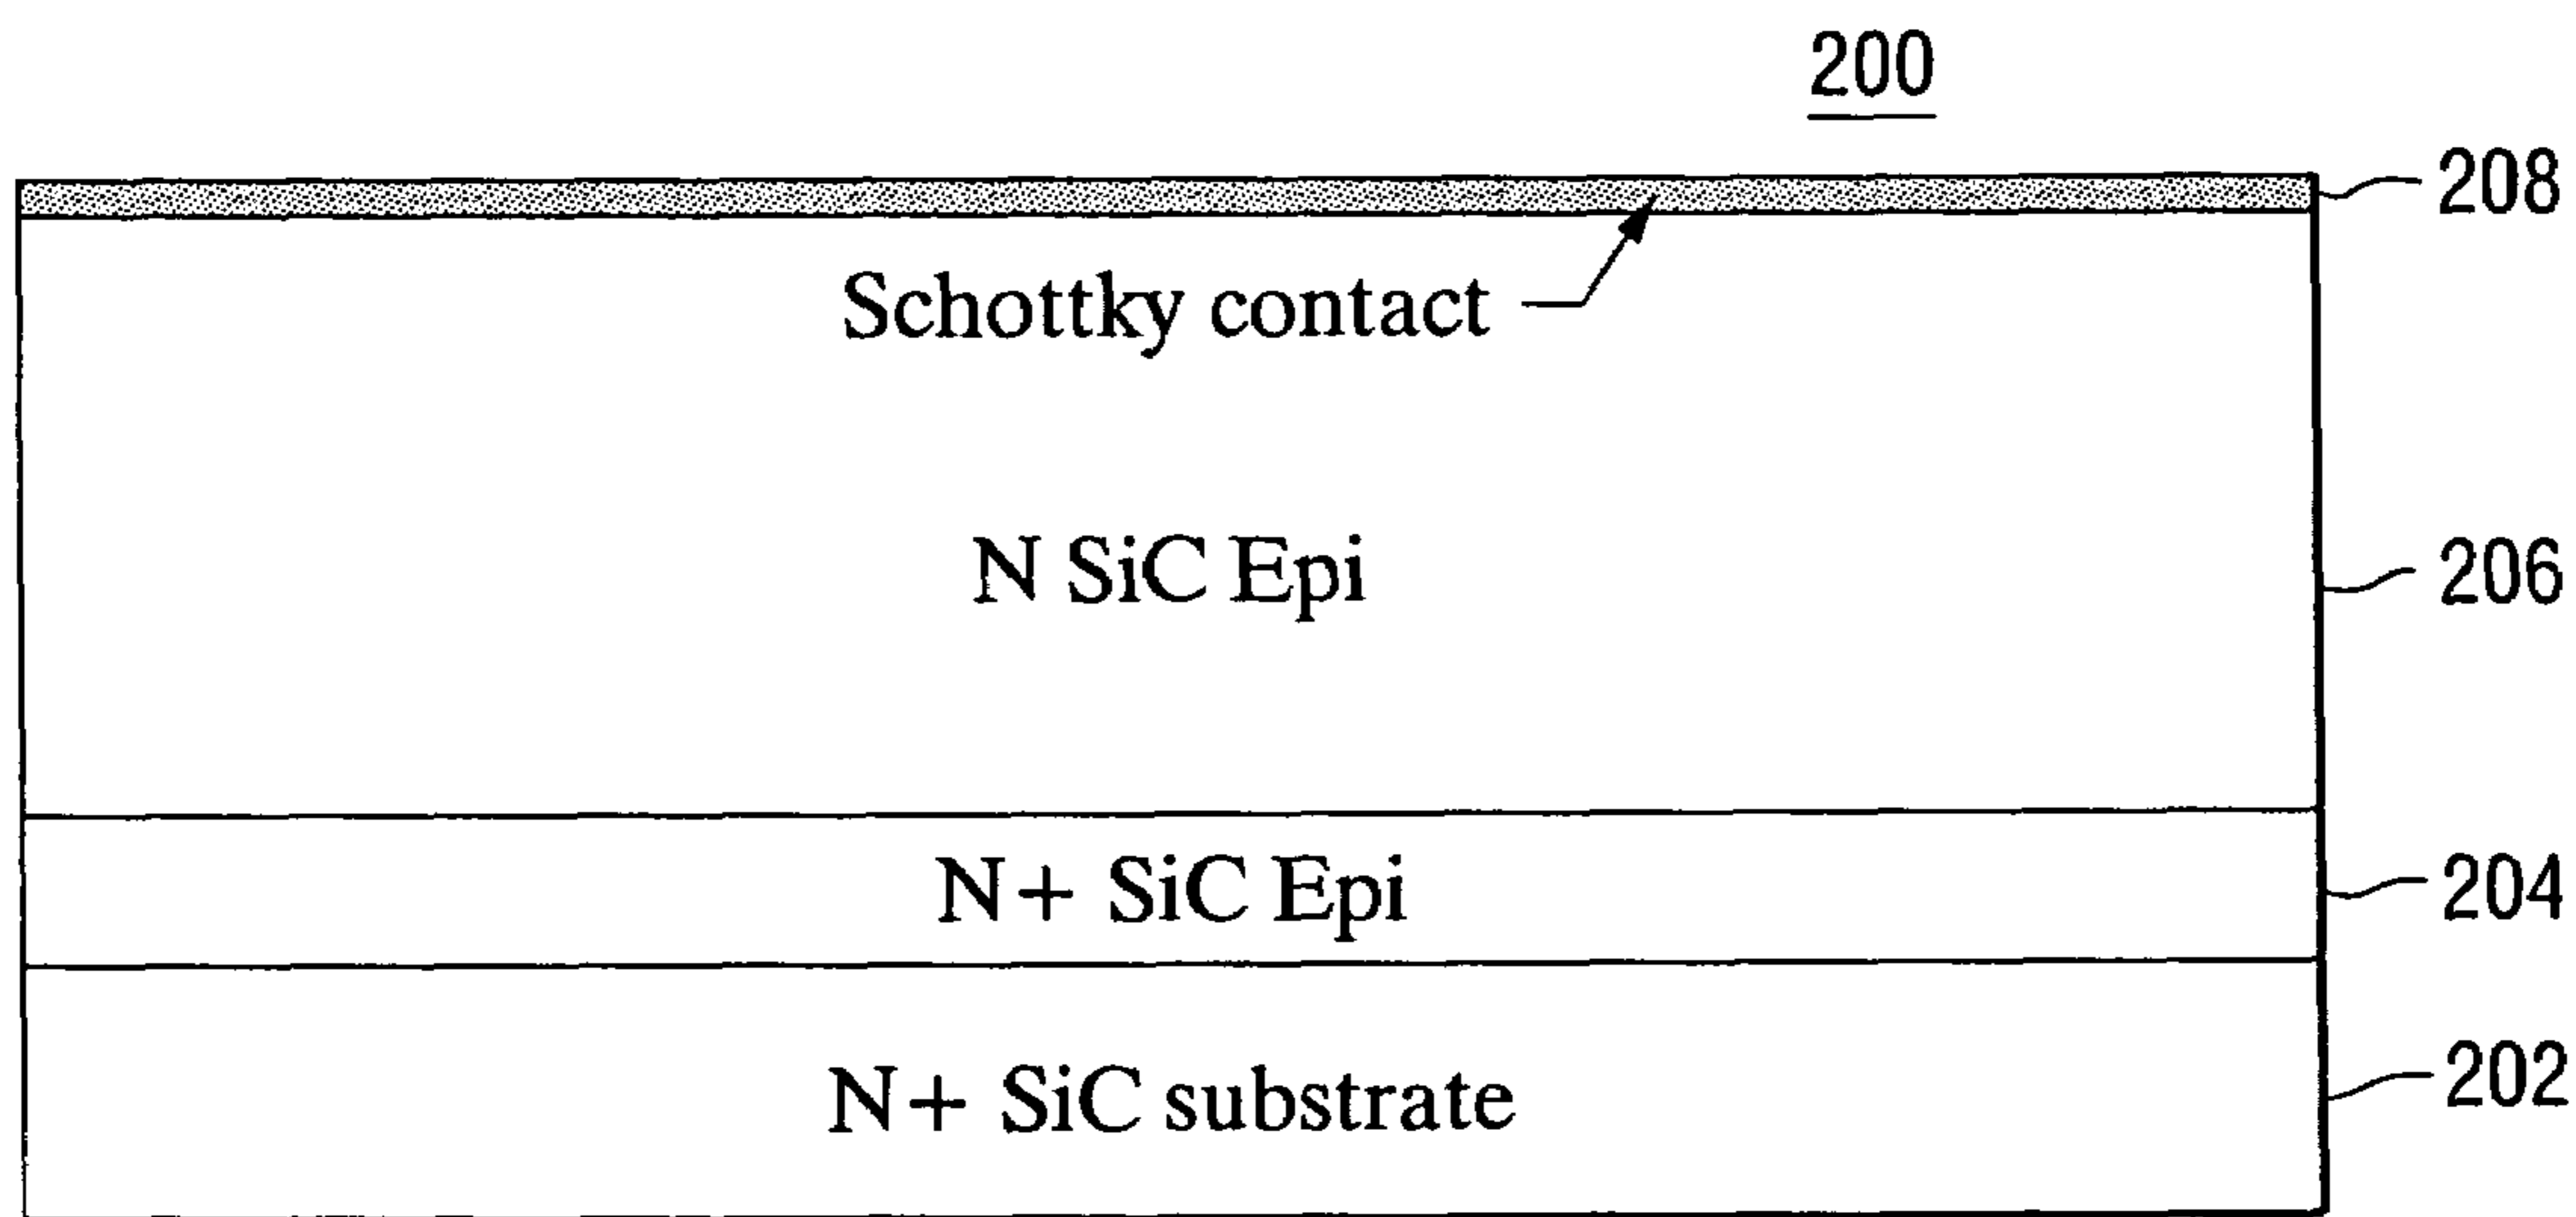 200
208
Schottky contact
N SiC Epi
206
N+ SiC Epi
204
N+ SiC substrate
202